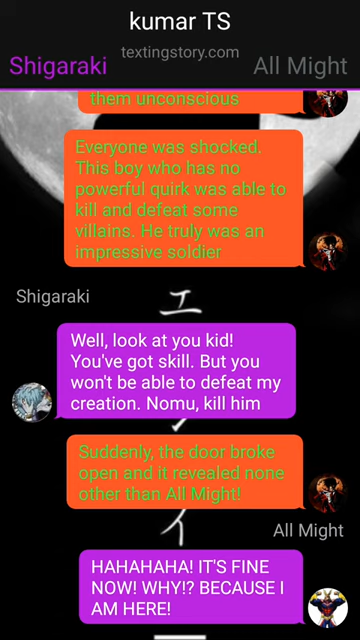 kumar TS
textingstory.com
Shigaraki
All Might
them unconscious
Everyone was shocked.
This boy who has no
powerful quirk was able to
kill and defeat some
villains. He truly was an
impressive soldier
Shigaraki
エ
Well, look at you kid!
You've got skill. But you
won't be able to defeat my
creation. Nomu, kill him
Suddenly, the door broke
open and it revealed none
other than All Might!
イ
All Might
HAHAHAHA! IT'S FINE
NOW! WHY!? BECAUSE I
AM HERE!